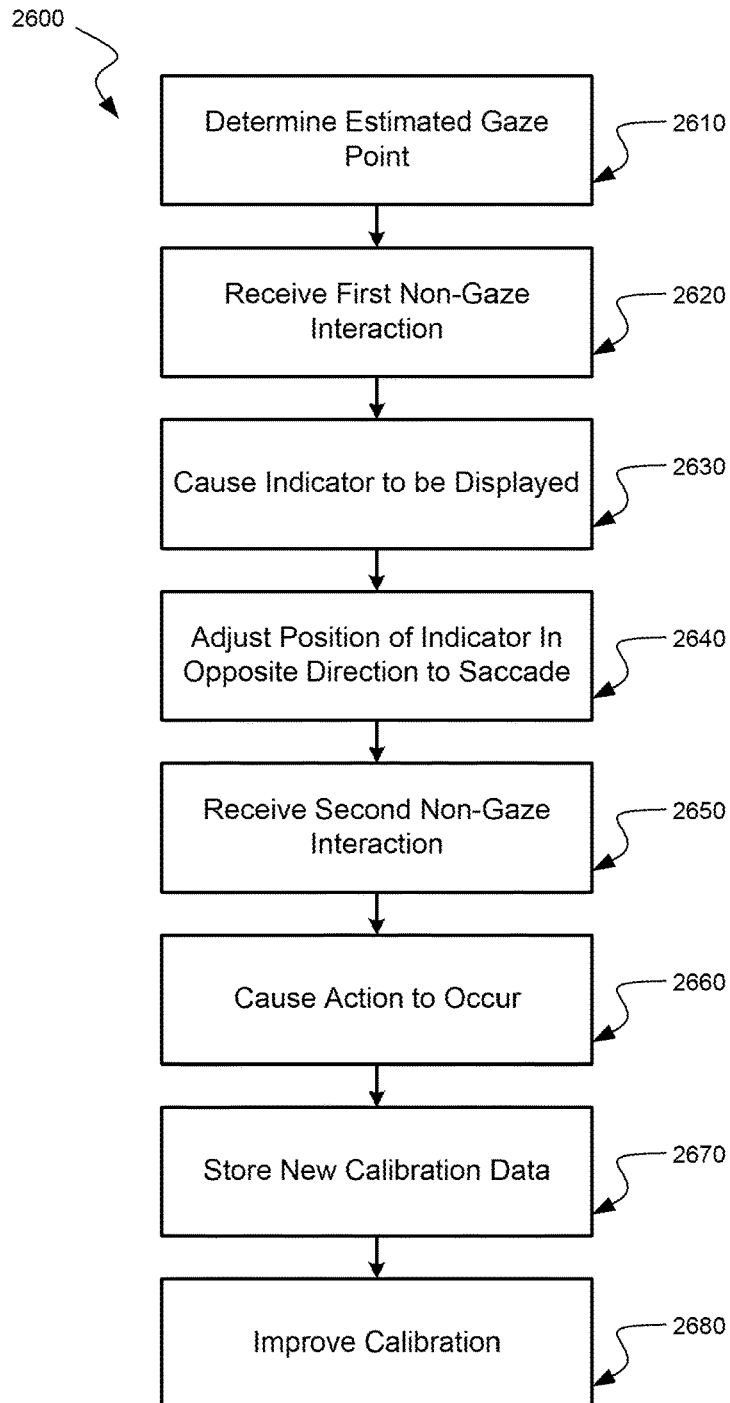 2600
Determine Estimated Gaze
Point
2610
Receive First Non-Gaze
Interaction
2620
Cause Indicator to be Displayed
2630
Adjust Position of Indicator In
Opposite Direction to Saccade
2640
Receive Second Non-Gaze
Interaction
2650
Cause Action to Occur
2660
Store New Calibration Data
2670
Improve Calibration
2680